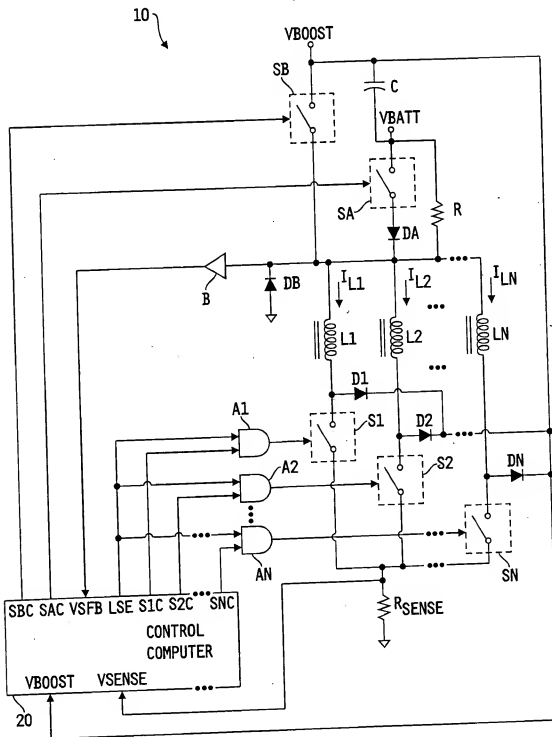 10
VBOOST
SB
C
VBATT
SA
R
DA
B
DB
IL1
IL2
ILN
L1
L2
LN
D1
A1
S1
D2
A2
S2
DN
AN
SN
SBC SAC VSFB LSE S1C S2C SNC
RSENSE
CONTROL
COMPUTER
VBOOST VSENSE
20